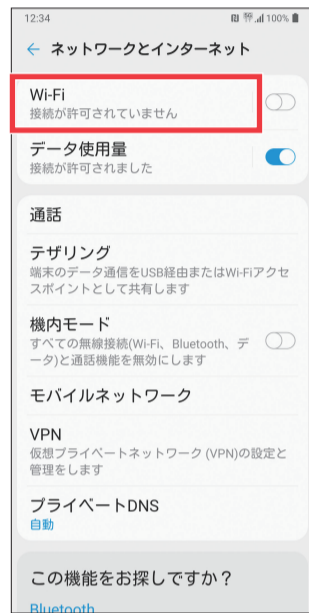 12:34
100%
← ネットワークとインターネット
Wi-Fi
接続が許可されていません
データ使用量
接続が許可されました
通話
テザリング
端末のデータ通信をUSB経由またはWi-Fiアクセ
スポイントとして共有します
機内モード
すべての無線接続(Wi-Fi、Bluetooth、デ
ータ)と通話機能を無効にします
モバイルネットワーク
VPN
仮想プライベートネットワーク (VPN)の設定と
管理をします
プライベートDNS
自動
この機能をお探しですか？
Bluetooth